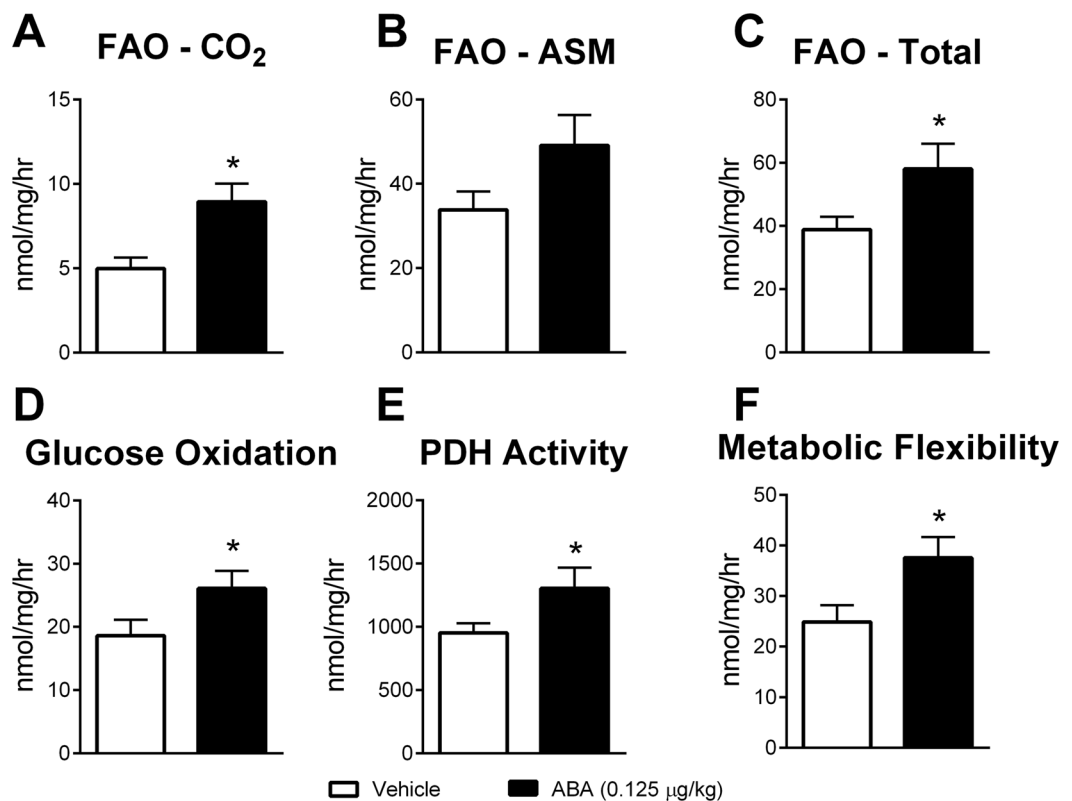 A
FAO - CO₂
nmol/mg/hr
15
10
5
0
*
B
FAO - ASM
nmol/mg/hr
60
40
20
0
C
FAO - Total
nmol/mg/hr
80
60
40
20
0
*
D
Glucose Oxidation
nmol/mg/hr
40
30
20
10
0
*
E
PDH Activity
nmol/mg/hr
2000
1500
1000
500
0
*
F
Metabolic Flexibility
nmol/mg/hr
50
40
30
20
10
0
*
Vehicle
ABA (0.125 μg/kg)